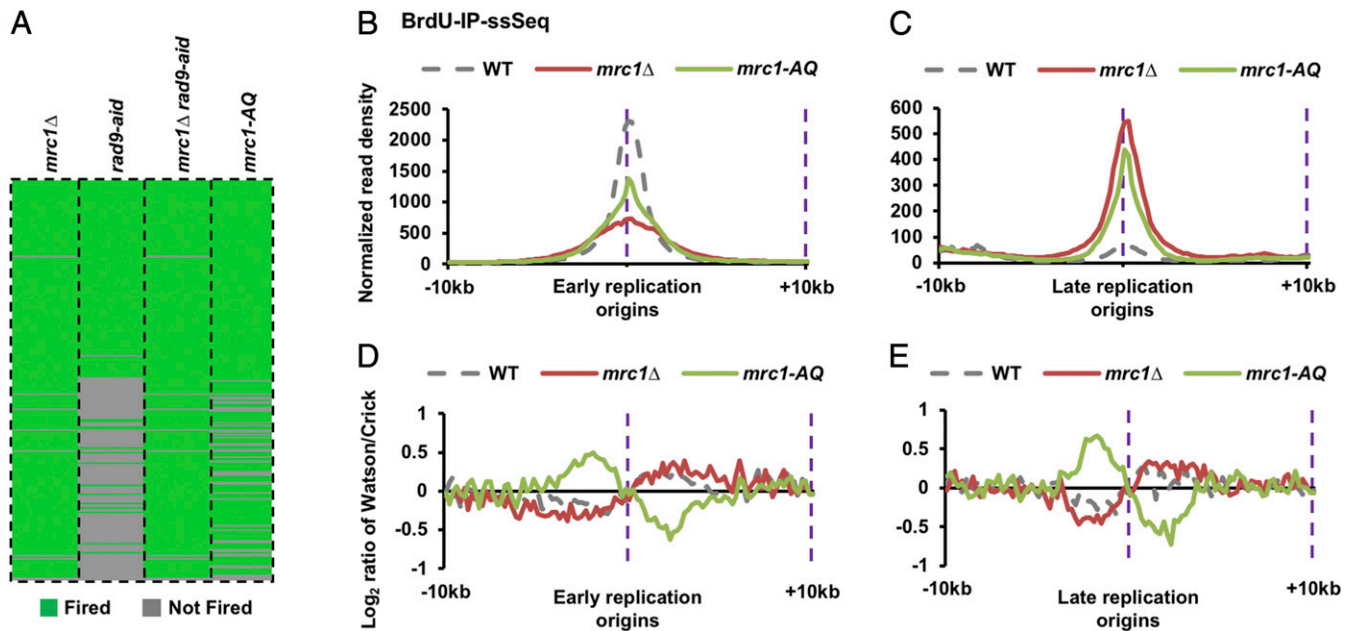 A
mrc1Δ
rad9-aid
mrc1Δ rad9-aid
mrc1-AQ
Fired
Not Fired
B
BrdU-IP-ssSeq
WT
mrc1Δ
mrc1-AQ
Normalized read density
2500
2000
1500
1000
500
0
-10kb
Early replication
origins
+10kb
C
WT
mrc1Δ
mrc1-AQ
600
500
400
300
200
100
0
-10kb
Late replication
origins
+10kb
D
WT
mrc1Δ
mrc1-AQ
Log2 ratio of Watson/Crick
1
0.5
0
-0.5
-1
-10kb
Early replication
origins
+10kb
E
WT
mrc1Δ
mrc1-AQ
1
0.5
0
-0.5
-1
-10kb
Late replication
origins
+10kb